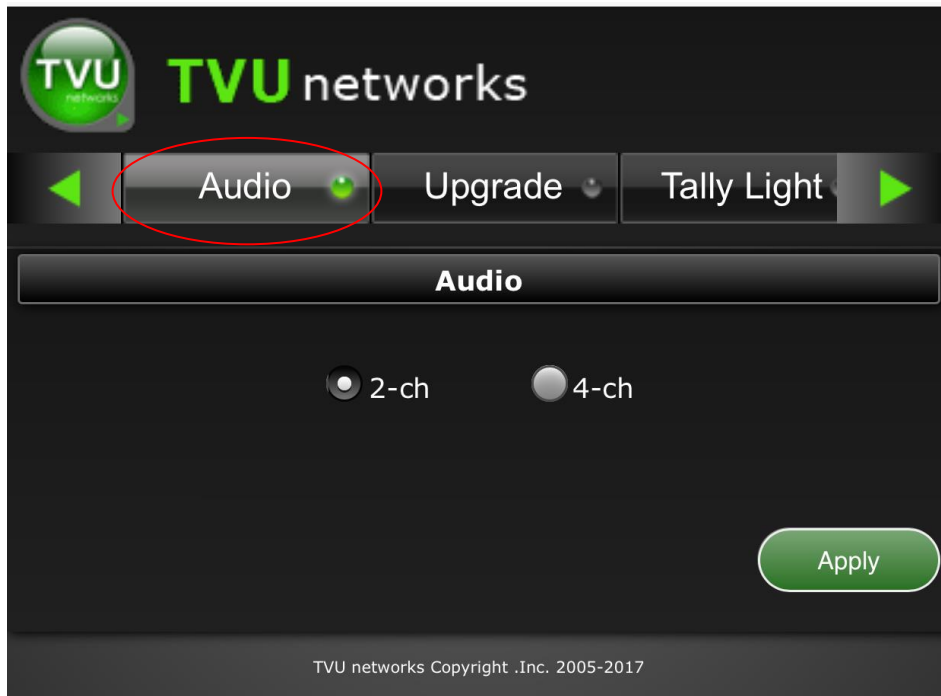 TVU
networks
TVU networks
Audio
Upgrade
Tally Light
Audio
2-ch
4-ch
Apply
TVU networks Copyright .Inc. 2005-2017